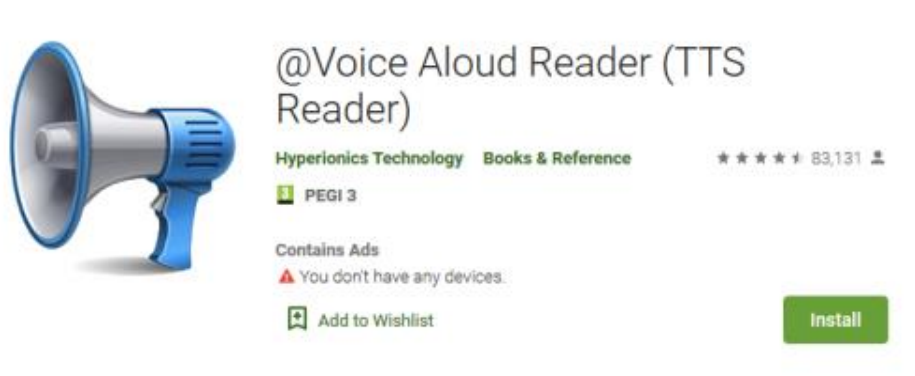 @Voice Aloud Reader (TTS
Reader)
Hyperionics Technology Books & Reference 83,131
3 PEGI 3
Contains Ads
You don't have any devices.
Add to Wishlist
Install